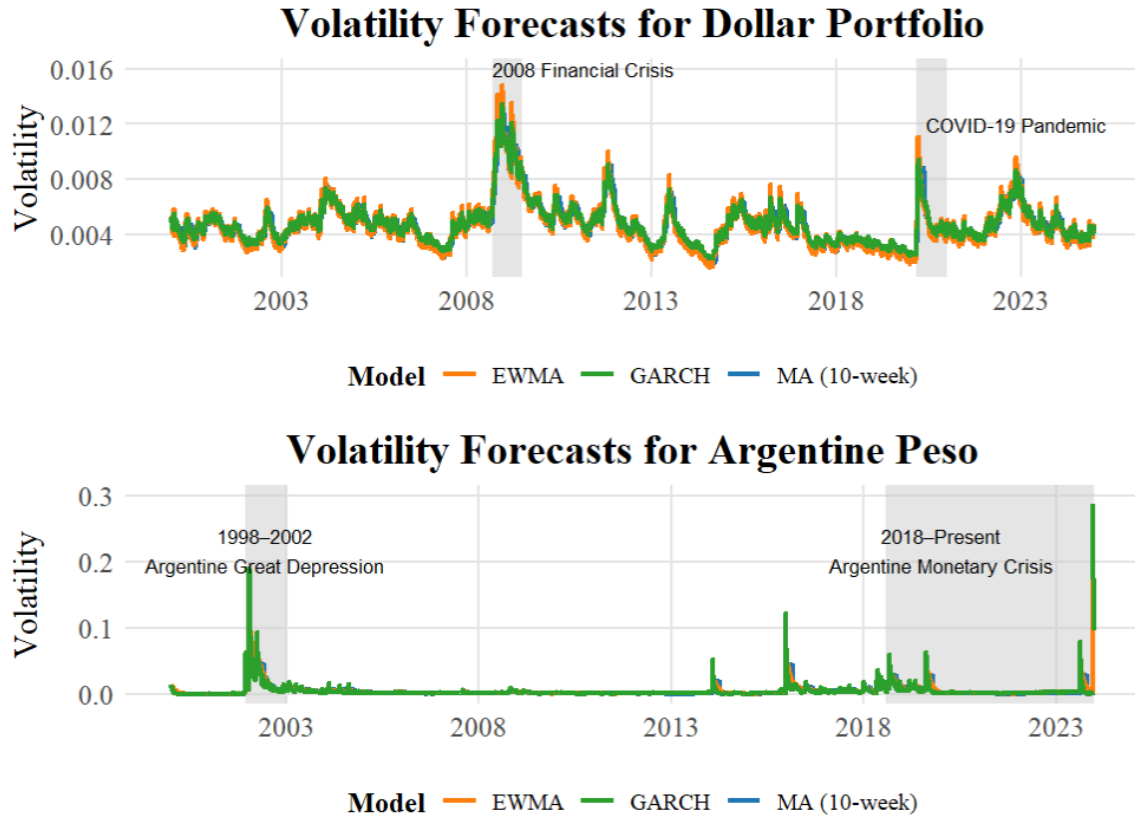 Volatility Forecasts for Dollar Portfolio
Volatility
0.016
0.012
0.008
0.004
2008 Financial Crisis
COVID-19 Pandemic
2003 2008 2013 2018 2023
Model EWMA GARCH MA (10-week)
Volatility Forecasts for Argentine Peso
Volatility
0.3
0.2
0.1
0.0
1998–2002
Argentine Great Depression
2018–Present
Argentine Monetary Crisis
2003 2008 2013 2018 2023
Model EWMA GARCH MA (10-week)